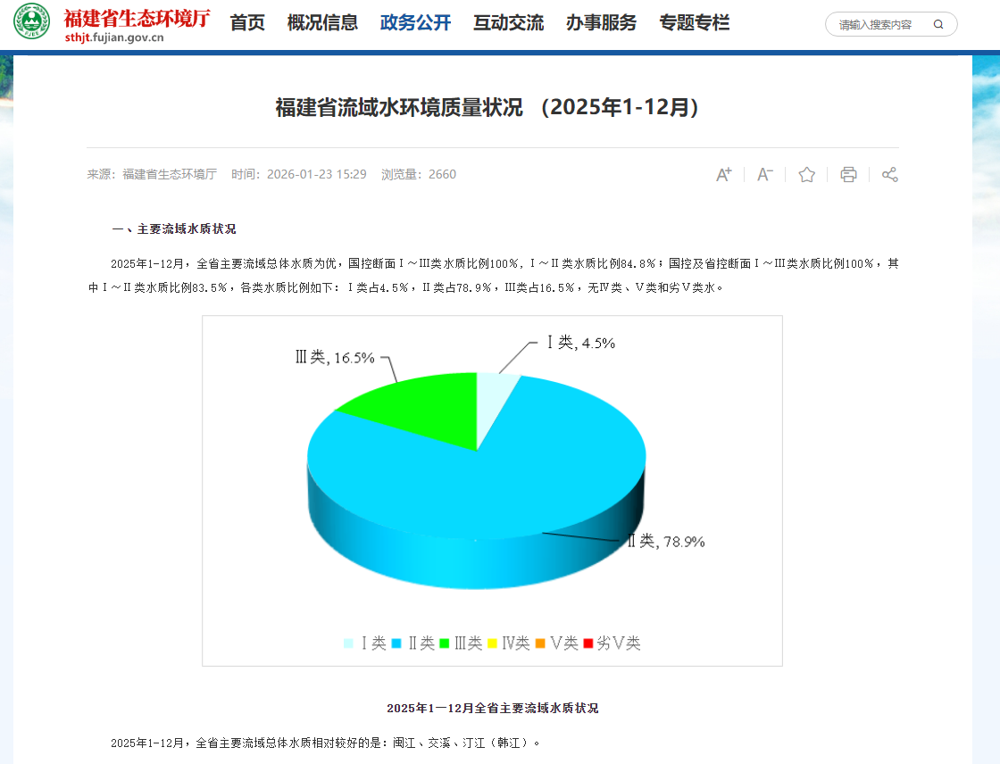 福建省生态环境厅
sthjt.fujian.gov.cn
首页 概况信息 政务公开 互动交流 办事服务 专题专栏
请输入搜索内容
福建省流域水环境质量状况 （2025年1-12月）
来源：福建省生态环境厅 时间：2026-01-23 15:29 浏览量：2660
A+ A-
一、主要流域水质状况
2025年1-12月，全省主要流域总体水质为优，国控断面Ⅰ～Ⅲ类水质比例100%，Ⅰ～Ⅱ类水质比例84.8%；国控及省控断面Ⅰ～Ⅲ类水质比例100%，其
中Ⅰ～Ⅱ类水质比例83.5%，各类水质比例如下：Ⅰ类占4.5%，Ⅱ类占78.9%，Ⅲ类占16.5%，无Ⅳ类、Ⅴ类和劣Ⅴ类水。
Ⅰ类, 4.5%
Ⅲ类, 16.5%
Ⅱ类, 78.9%
Ⅰ类 Ⅱ类 Ⅲ类 Ⅳ类 Ⅴ类 劣Ⅴ类
2025年1—12月全省主要流域水质状况
2025年1-12月，全省主要流域总体水质相对较好的是：闽江、交溪、汀江（韩江）。